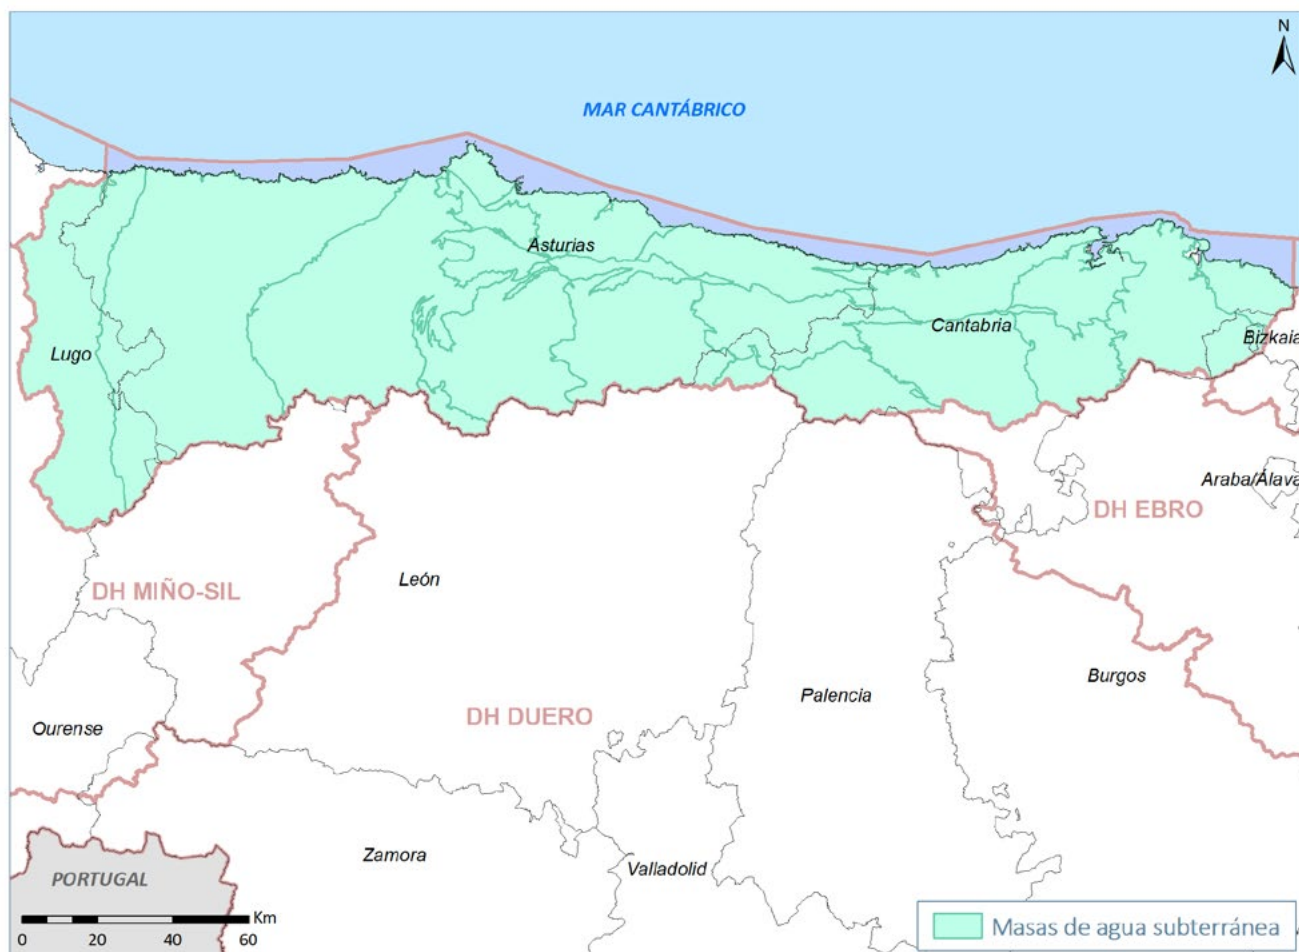 N
MAR CANTÁBRICO
Asturias
Cantabria
Bizkaia
Lugo
Araba/Álava
DH EBRO
León
DH MIÑO-SIL
Burgos
Palencia
DH DUERO
Ourense
Zamora
Valladolid
PORTUGAL
Km
0 20 40 60
Masas de agua subterránea